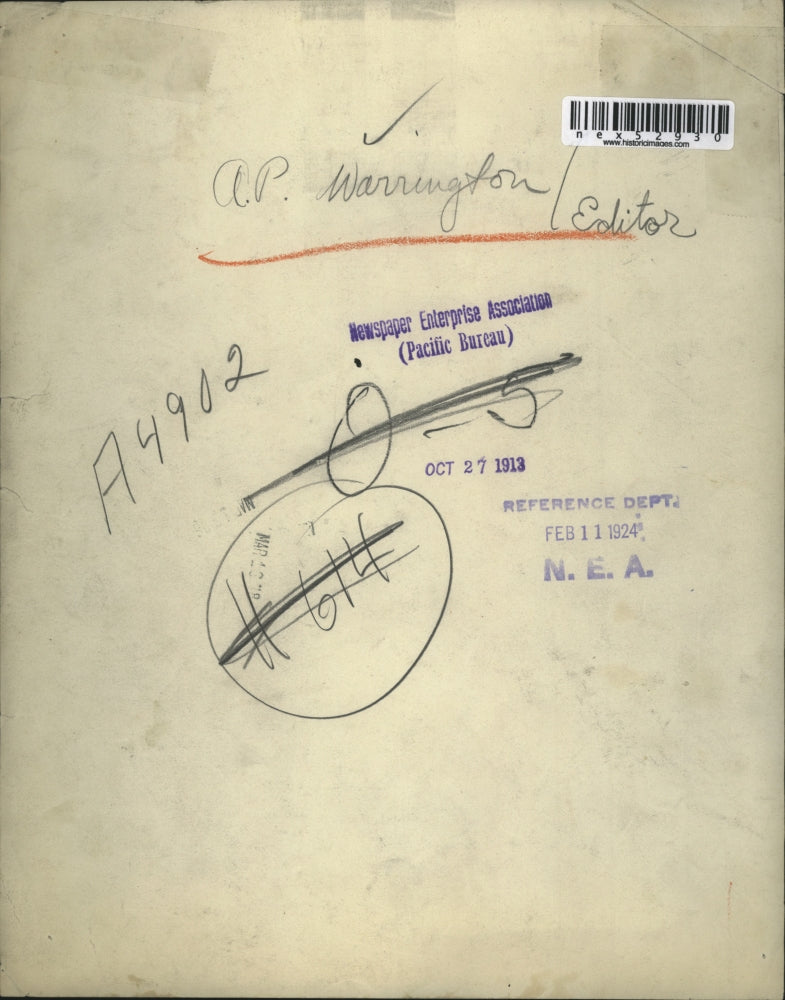 nex52930
www.historicimages.com
A.P. Warrington / Editor
Newspaper Enterprise Association
(Pacific Bureau)
A4902
OCT 27 1913
REFERENCE DEPT.
FEB 11 1924
N. E. A.
# 614